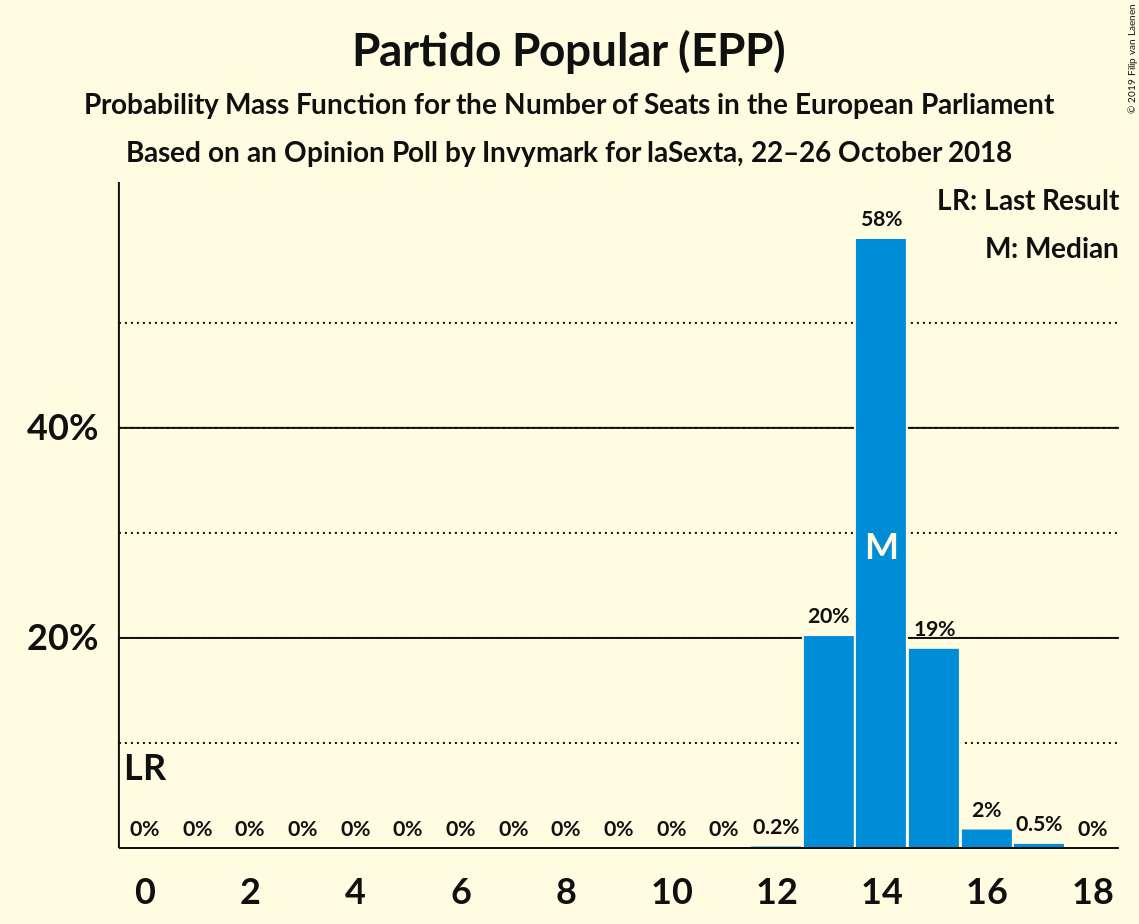 Partido Popular (EPP)
Probability Mass Function for the Number of Seats in the European Parliament
Based on an Opinion Poll by Invymark for laSexta, 22–26 October 2018
© 2019 Filip van Laenen
LR: Last Result
M: Median
58%
40%
M
20%
19%
20%
LR
0% 0% 0% 0% 0% 0% 0% 0% 0% 0% 0% 0% 0.2% 2% 0.5% 0%
0 2 4 6 8 10 12 14 16 18